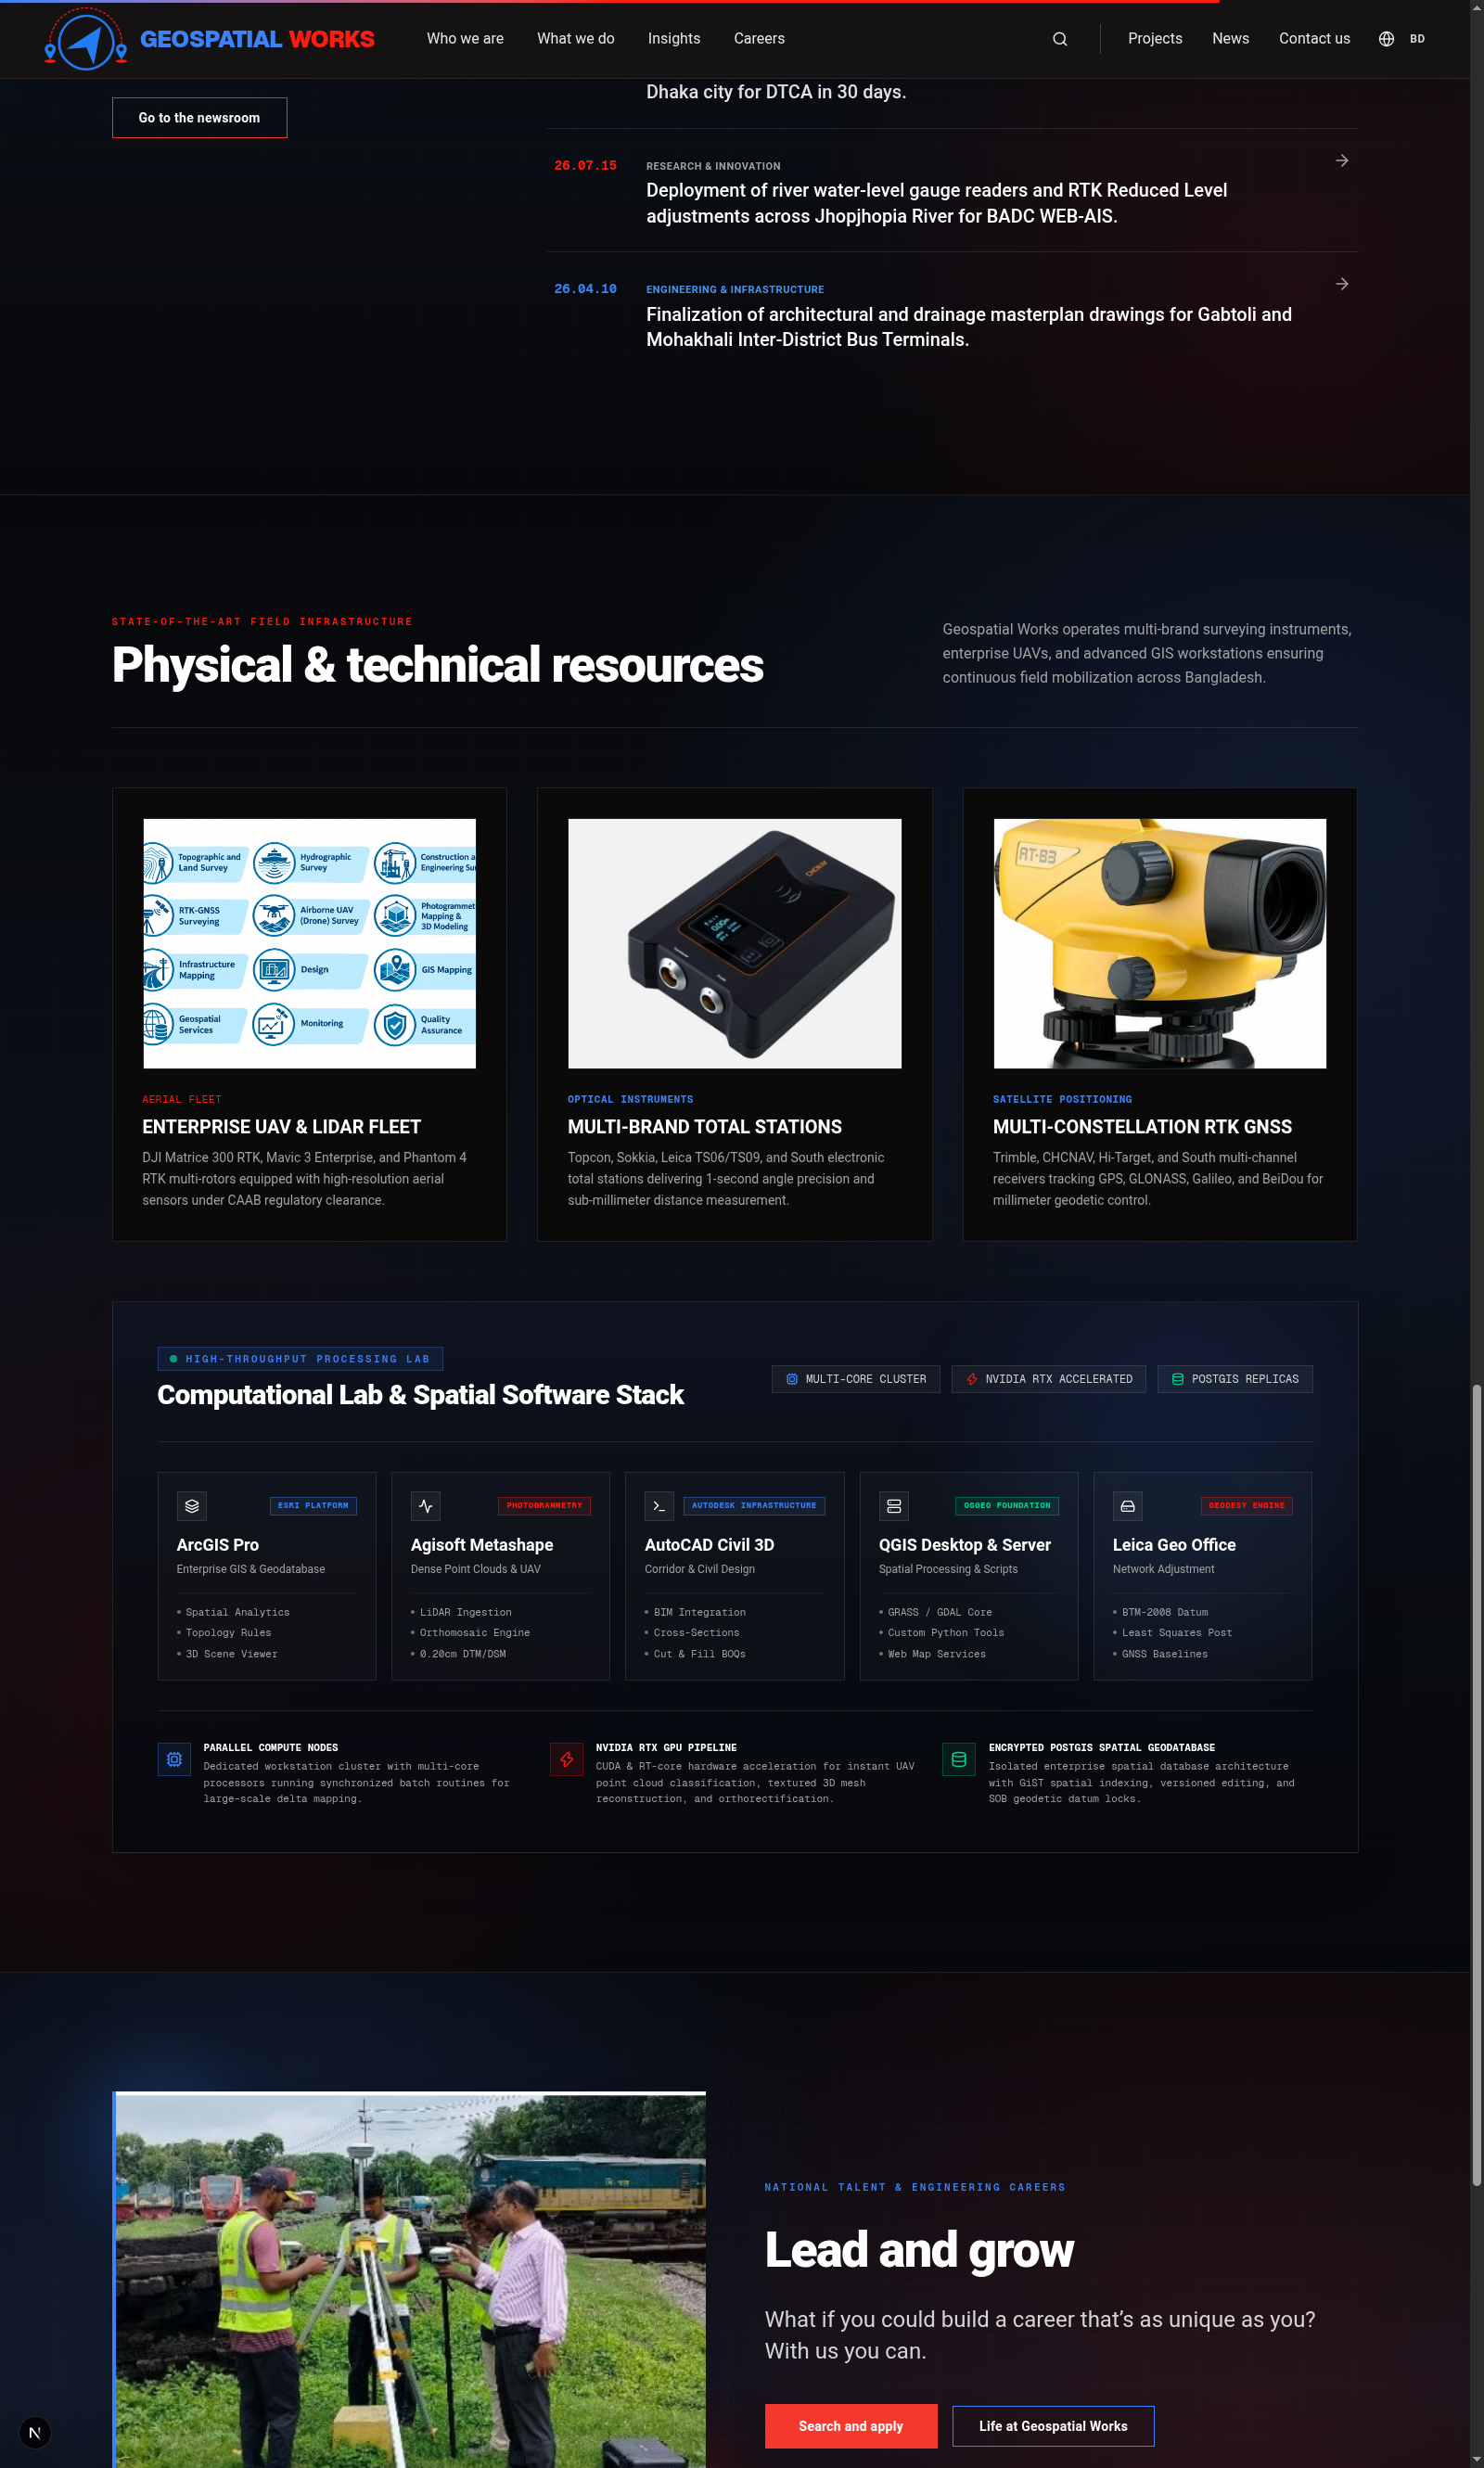 GEOSPATIAL WORKS
Who we are
What we do
Insights
Careers
Projects
News
Contact us
BD
Go to the newsroom
Dhaka city for DTCA in 30 days.
26.07.15
RESEARCH & INNOVATION
Deployment of river water-level gauge readers and RTK Reduced Level
adjustments across Jhopjhopia River for BADC WEB-AIS.
26.04.10
ENGINEERING & INFRASTRUCTURE
Finalization of architectural and drainage masterplan drawings for Gabtoli and
Mohakhali Inter-District Bus Terminals.
STATE-OF-THE-ART FIELD INFRASTRUCTURE
Physical & technical resources
Geospatial Works operates multi-brand surveying instruments,
enterprise UAVs, and advanced GIS workstations ensuring
continuous field mobilization across Bangladesh.
Topographic and
Land Survey
Hydrographic
Survey
Construction a
Engineering Su
RTK-GNSS
Surveying
Airborne UAV
(Drone) Survey
Photogrammet
Mapping &
3D Modeling
Infrastructure
Mapping
Design
GIS Mapping
Geospatial
Services
Monitoring
Quality
Assurance
CHCNAV
AT-B3
AERIAL FLEET
ENTERPRISE UAV & LIDAR FLEET
DJI Matrice 300 RTK, Mavic 3 Enterprise, and Phantom 4
RTK multi-rotors equipped with high-resolution aerial
sensors under CAAB regulatory clearance.
OPTICAL INSTRUMENTS
MULTI-BRAND TOTAL STATIONS
Topcon, Sokkia, Leica TS06/TS09, and South electronic
total stations delivering 1-second angle precision and
sub-millimeter distance measurement.
SATELLITE POSITIONING
MULTI-CONSTELLATION RTK GNSS
Trimble, CHCNAV, Hi-Target, and South multi-channel
receivers tracking GPS, GLONASS, Galileo, and BeiDou for
millimeter geodetic control.
HIGH-THROUGHPUT PROCESSING LAB
Computational Lab & Spatial Software Stack
MULTI-CORE CLUSTER
NVIDIA RTX ACCELERATED
POSTGIS REPLICAS
ESRI PLATFORM
ArcGIS Pro
Enterprise GIS & Geodatabase
Spatial Analytics
Topology Rules
3D Scene Viewer
PHOTOGRAMMETRY
Agisoft Metashape
Dense Point Clouds & UAV
LiDAR Ingestion
Orthomosaic Engine
0.20cm DTM/DSM
AUTODESK INFRASTRUCTURE
AutoCAD Civil 3D
Corridor & Civil Design
BIM Integration
Cross-Sections
Cut & Fill BOQs
OSGEO FOUNDATION
QGIS Desktop & Server
Spatial Processing & Scripts
GRASS / GDAL Core
Custom Python Tools
Web Map Services
GEODESY ENGINE
Leica Geo Office
Network Adjustment
BTM-2008 Datum
Least Squares Post
GNSS Baselines
PARALLEL COMPUTE NODES
Dedicated workstation cluster with multi-core
processors running synchronized batch routines for
large-scale delta mapping.
NVIDIA RTX GPU PIPELINE
CUDA & RT-core hardware acceleration for instant UAV
point cloud classification, textured 3D mesh
reconstruction, and orthorectification.
ENCRYPTED POSTGIS SPATIAL GEODATABASE
Isolated enterprise spatial database architecture
with GiST spatial indexing, versioned editing, and
SOB geodetic datum locks.
NATIONAL TALENT & ENGINEERING CAREERS
Lead and grow
What if you could build a career that’s as unique as you?
With us you can.
Search and apply
Life at Geospatial Works
N